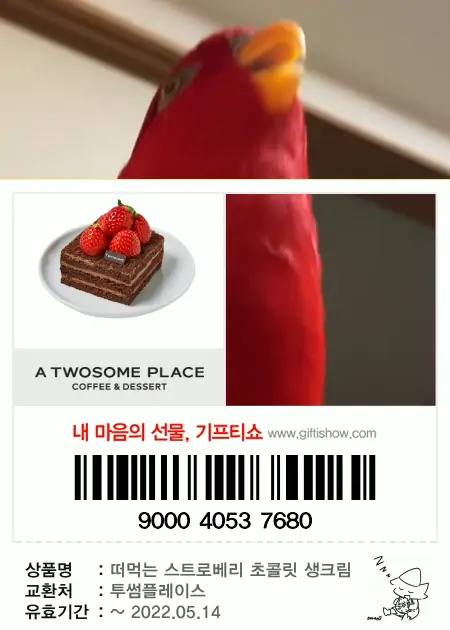 A TWOSOME PLACE
COFFEE & DESSERT
내 마음의 선물, 기프티쇼 www.giftishow.com
9000 4053 7680
상품명 : 떠먹는 스트로베리 초콜릿 생크림
교환처 : 투썸플레이스
유효기간 : ~ 2022.05.14